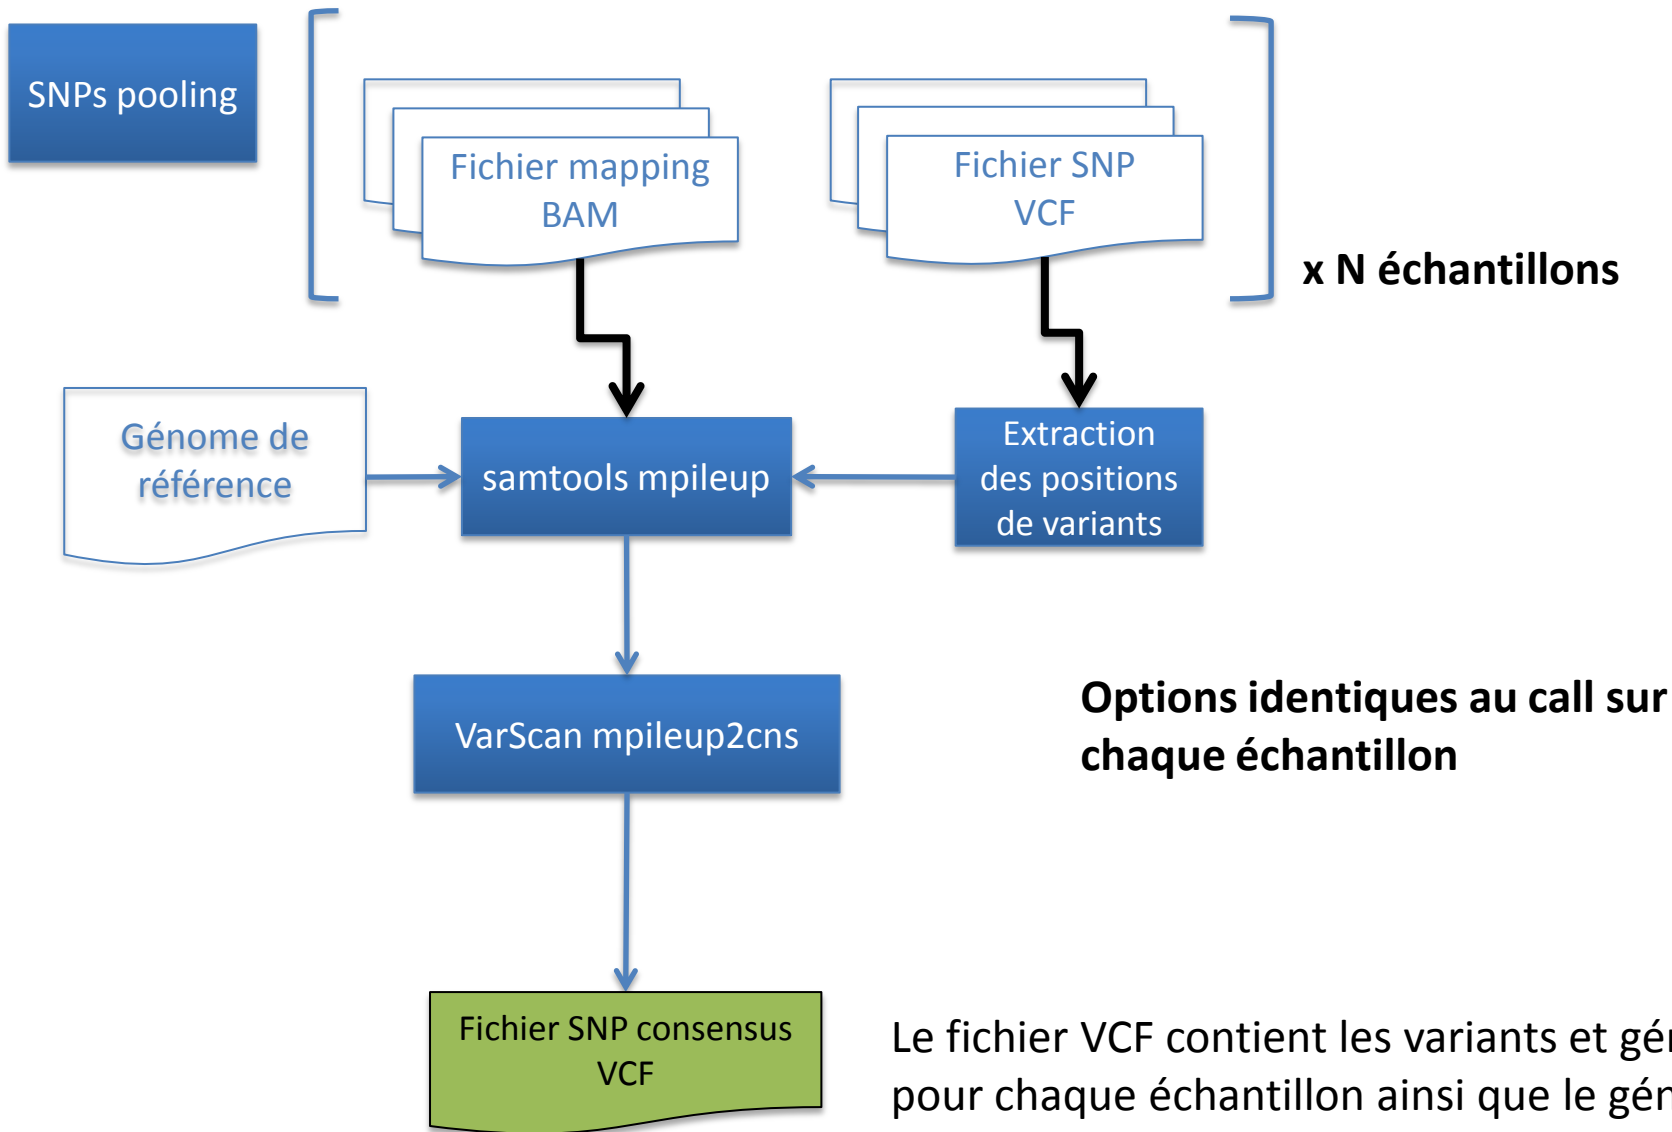 SNPs pooling
Fichier mapping
BAM
Fichier SNP
VCF
x N échantillons
Génome de
référence
samtools mpileup
Extraction
des positions
de variants
VarScan mpileup2cns
Options identiques au call sur
chaque échantillon
Fichier SNP consensus
VCF
Le fichier VCF contient les variants et
pour chaque échantillon ainsi que le